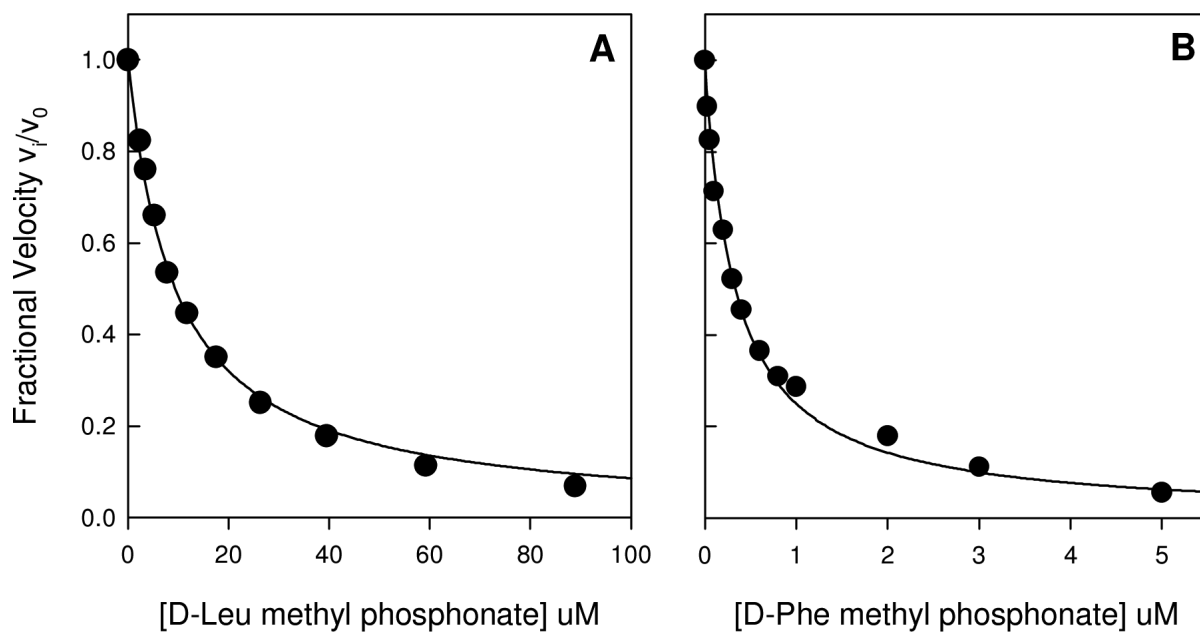 A
B
Fractional Velocity vi/v0
1.0
0.8
0.6
0.4
0.2
0.0
0 20 40 60 80 100
0 1 2 3 4 5
[D-Leu methyl phosphonate] uM
[D-Phe methyl phosphonate] uM